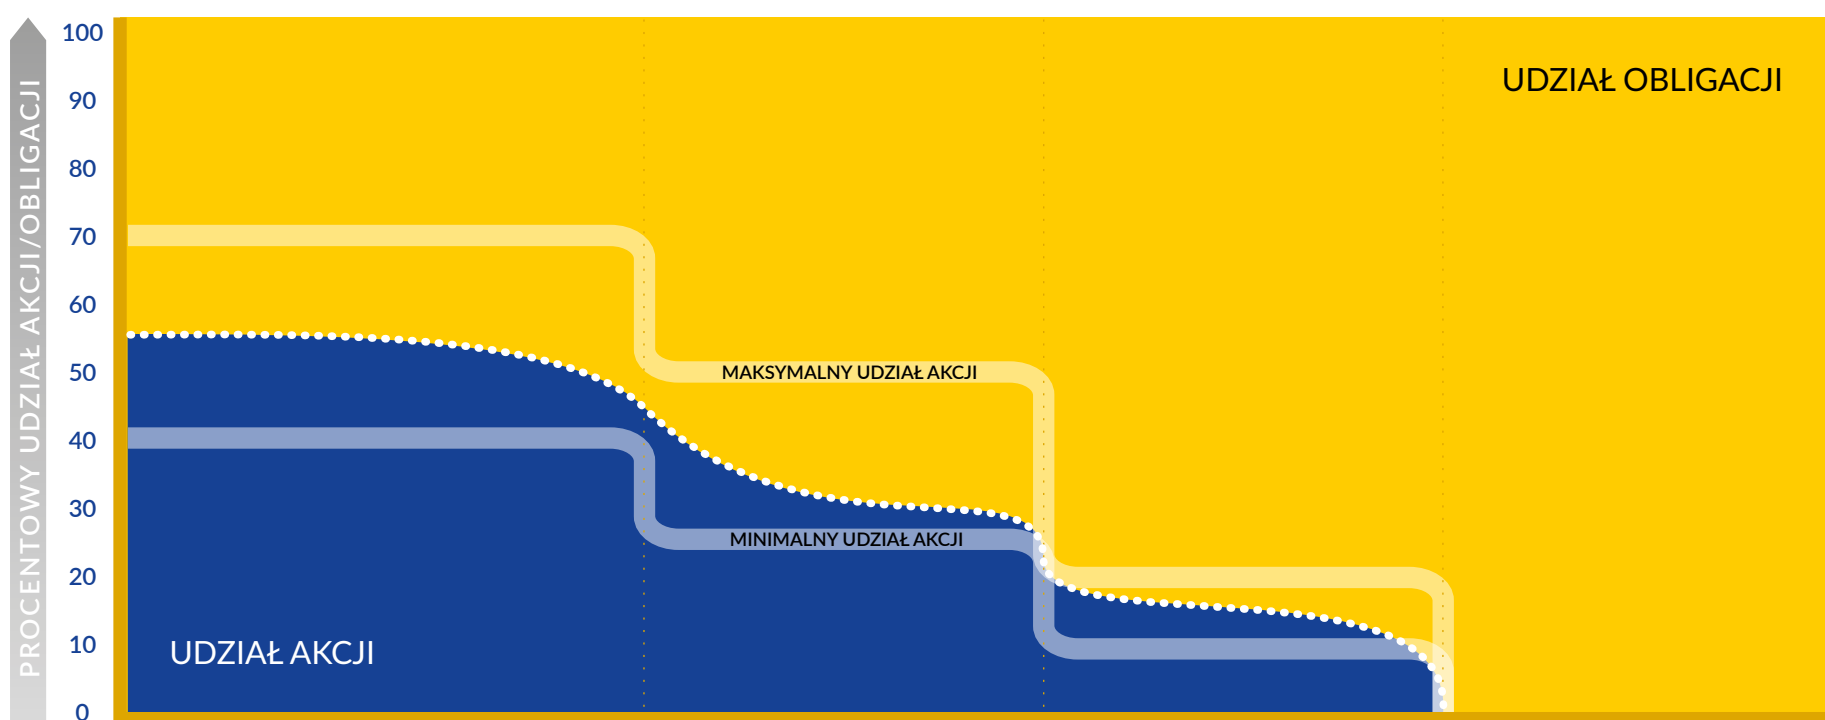 PROCENTOWY UDZIAŁ AKCJI/OBLIGACJI
100
90
80
70
60
50
40
30
20
10
0
UDZIAŁ OBLIGACJI
MAKSYMALNY UDZIAŁ AKCJI
MINIMALNY UDZIAŁ AKCJI
UDZIAŁ AKCJI